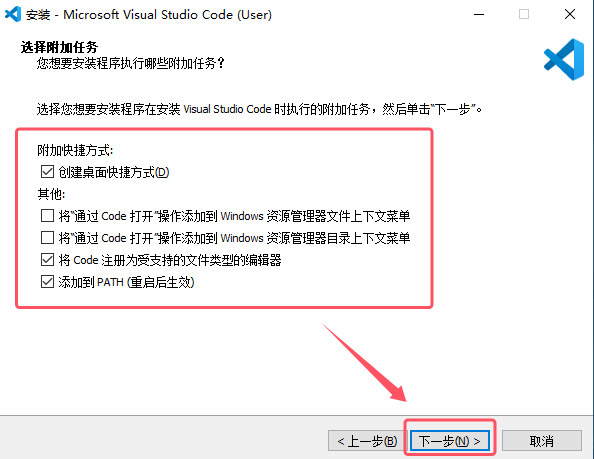 安装 - Microsoft Visual Studio Code (User)
选择附加任务
您想要安装程序执行哪些附加任务？
选择您想要安装程序在安装 Visual Studio Code 时执行的附加任务，然后单击“下一步”。
附加快捷方式:
创建桌面快捷方式(D)
其他:
将“通过 Code 打开”操作添加到 Windows 资源管理器文件上下文菜单
将“通过 Code 打开”操作添加到 Windows 资源管理器目录上下文菜单
将 Code 注册为受支持的文件类型的编辑器
添加到 PATH (重启后生效)
< 上一步(B) 下一步(N) > 取消